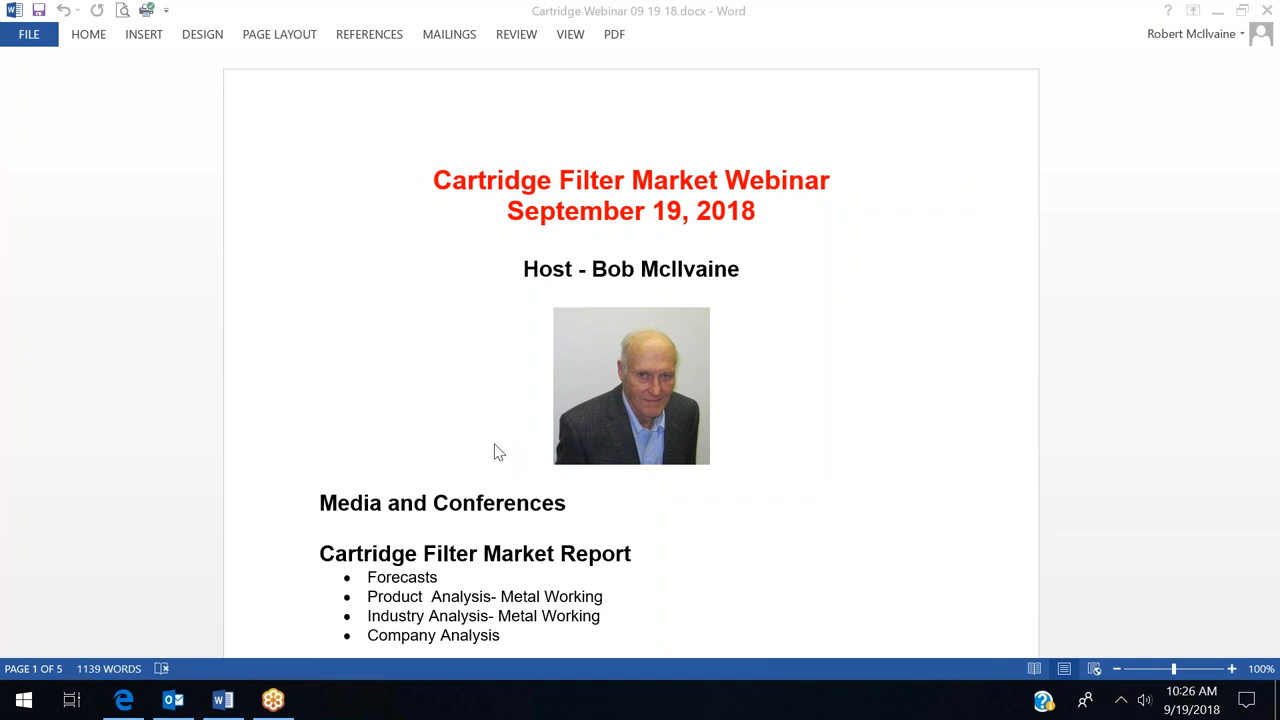 Cartridge Webinar 09 19 18.docx - Word
FILE HOME INSERT DESIGN PAGE LAYOUT REFERENCES MAILINGS REVIEW VIEW PDF Robert McIlvaine
Cartridge Filter Market Webinar
September 19, 2018
Host - Bob McIlvaine
Media and Conferences
Cartridge Filter Market Report
• Forecasts
• Product Analysis- Metal Working
• Industry Analysis- Metal Working
• Company Analysis
PAGE 1 OF 5 1139 WORDS 100%
10:26 AM
9/19/2018